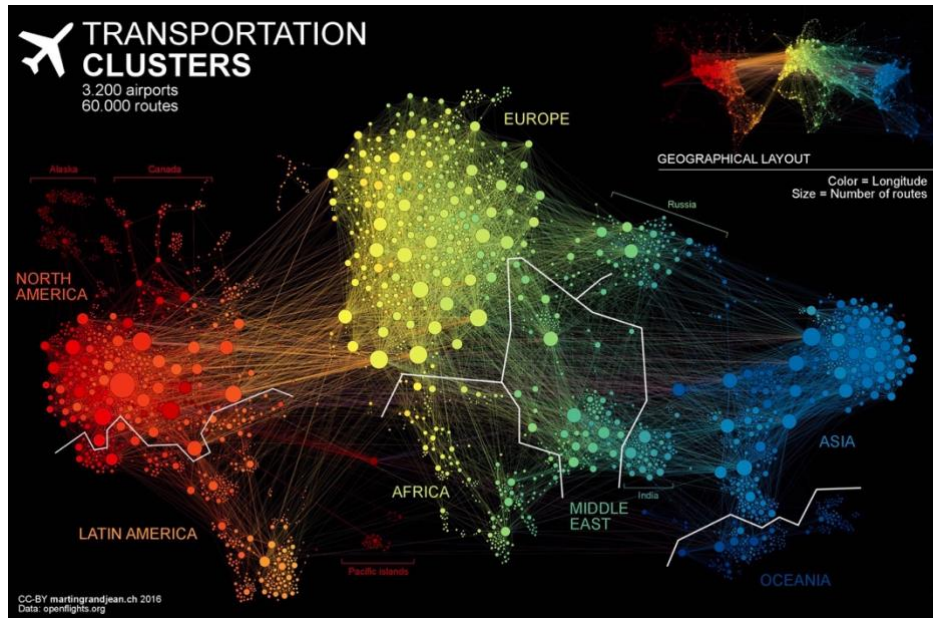 TRANSPORTATION
CLUSTERS
3.200 airports
60.000 routes
EUROPE
GEOGRAPHICAL LAYOUT
Color = Longitude
Size = Number of routes
Alaska
Canada
Russia
NORTH
AMERICA
ASIA
AFRICA
India
MIDDLE
EAST
LATIN AMERICA
Pacific islands
OCEANIA
CC-BY martingrandjean.ch 2016
Data: openflights.org